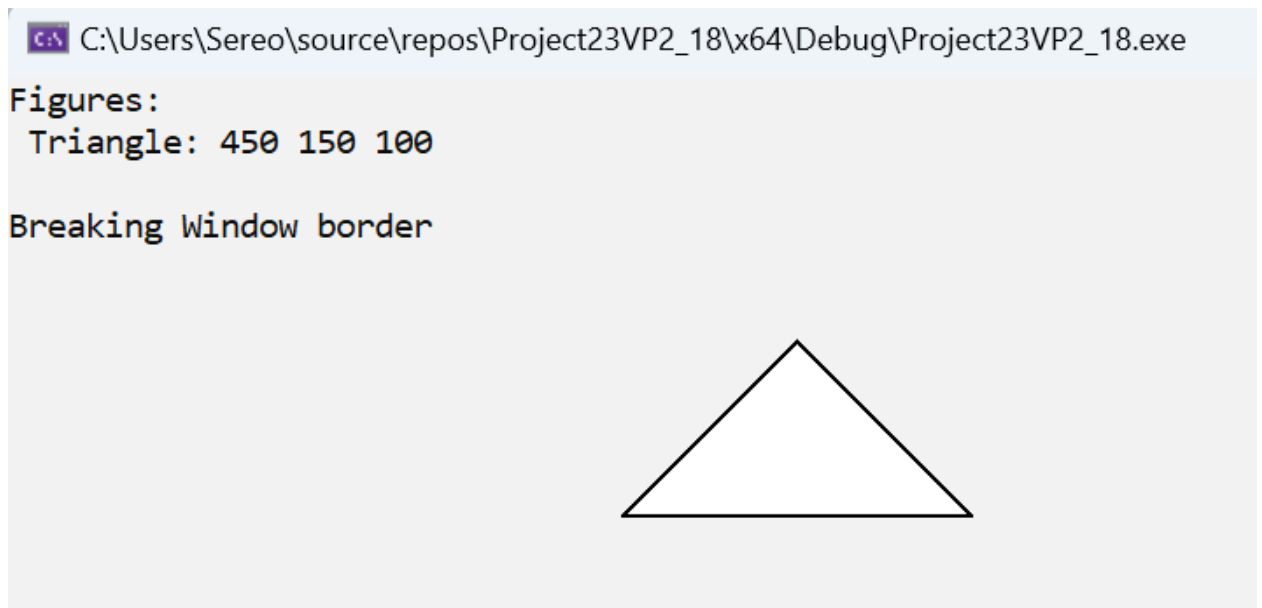 C:\Users\Sereo\source\repos\Project23VP2_18\x64\Debug\Project23VP2_18.exe
Figures:
Triangle: 450 150 100
Breaking Window border